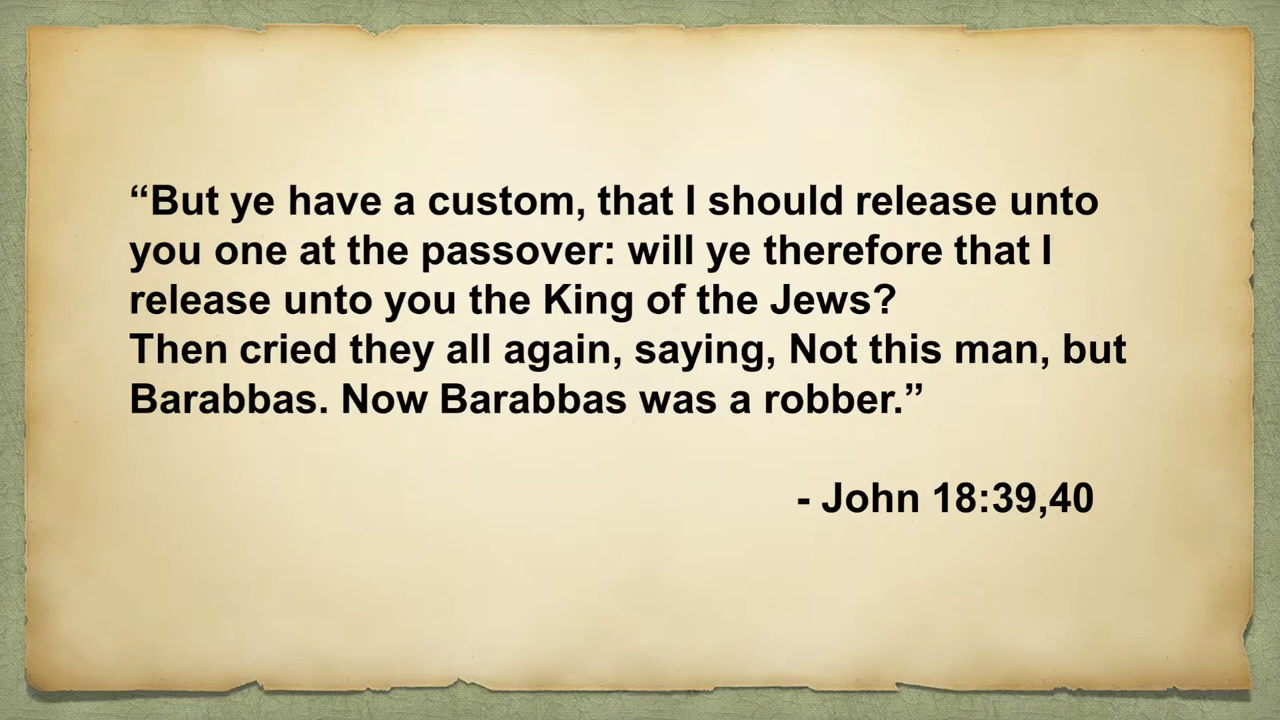 “But ye have a custom, that I should release unto
you one at the passover: will ye therefore that I
release unto you the King of the Jews?
Then cried they all again, saying, Not this man, but
Barabbas. Now Barabbas was a robber.”
- John 18:39,40